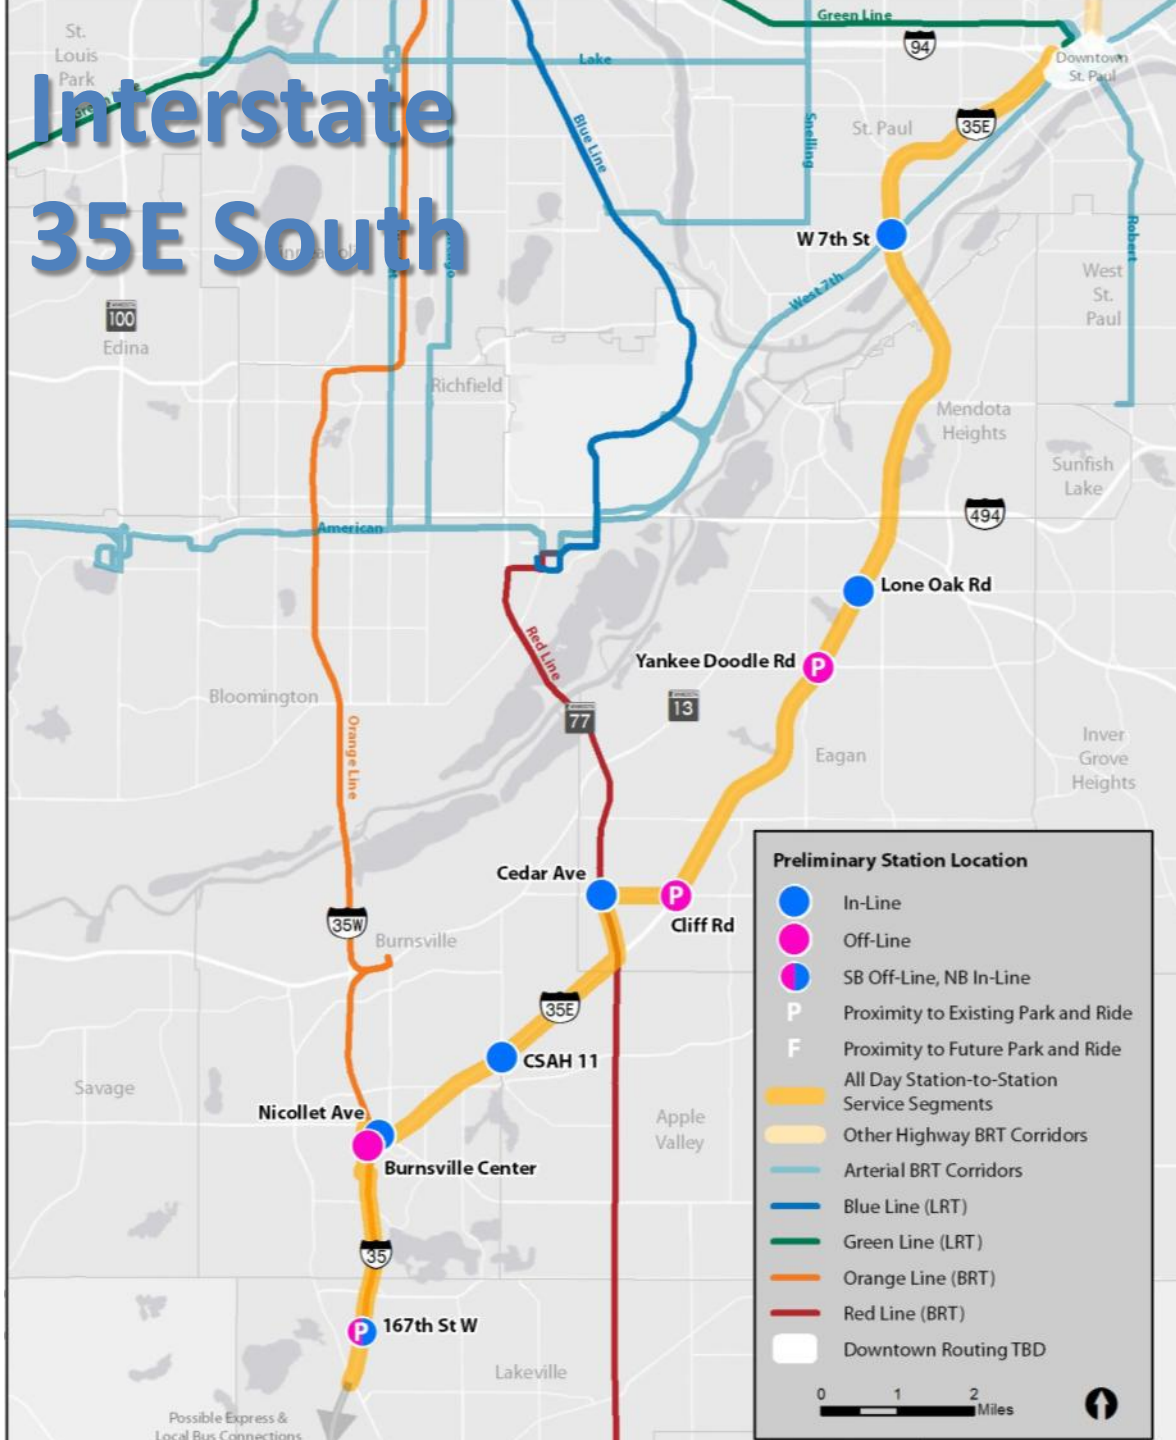 Interstate
35E South
St.
Louis
Park
Green Line
Green Line
94
Downtown
St. Paul
Lake
Blue Line
Snelling
St. Paul
35E
W 7th St
West 7th
Robert
West
St.
Paul
100
Edina
Richfield
Mendota
Heights
Sunfish
Lake
494
American
Lone Oak Rd
Red Line
Yankee Doodle Rd
P
Bloomington
77
13
Orange Line
Eagan
Inver
Grove
Heights
Cedar Ave
P
Cliff Rd
35W
Burnsville
35E
CSAH 11
Savage
Nicollet Ave
Burnsville Center
Apple
Valley
35
P
167th St W
Lakeville
Possible Express &
Local Bus Connections
Preliminary Station Location
In-Line
Off-Line
SB Off-Line, NB In-Line
P Proximity to Existing Park and Ride
F Proximity to Future Park and Ride
All Day Station-to-Station
Service Segments
Other Highway BRT Corridors
Arterial BRT Corridors
Blue Line (LRT)
Green Line (LRT)
Orange Line (BRT)
Red Line (BRT)
Downtown Routing TBD
0 1 2
Miles